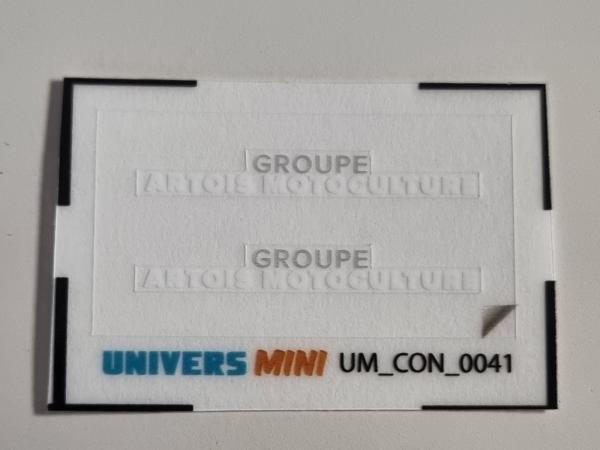 GROUPE
ARTOIS MOTOCULTURE
GROUPE
ARTOIS MOTOCULTURE
UNIVERS MINI UM_CON_0041